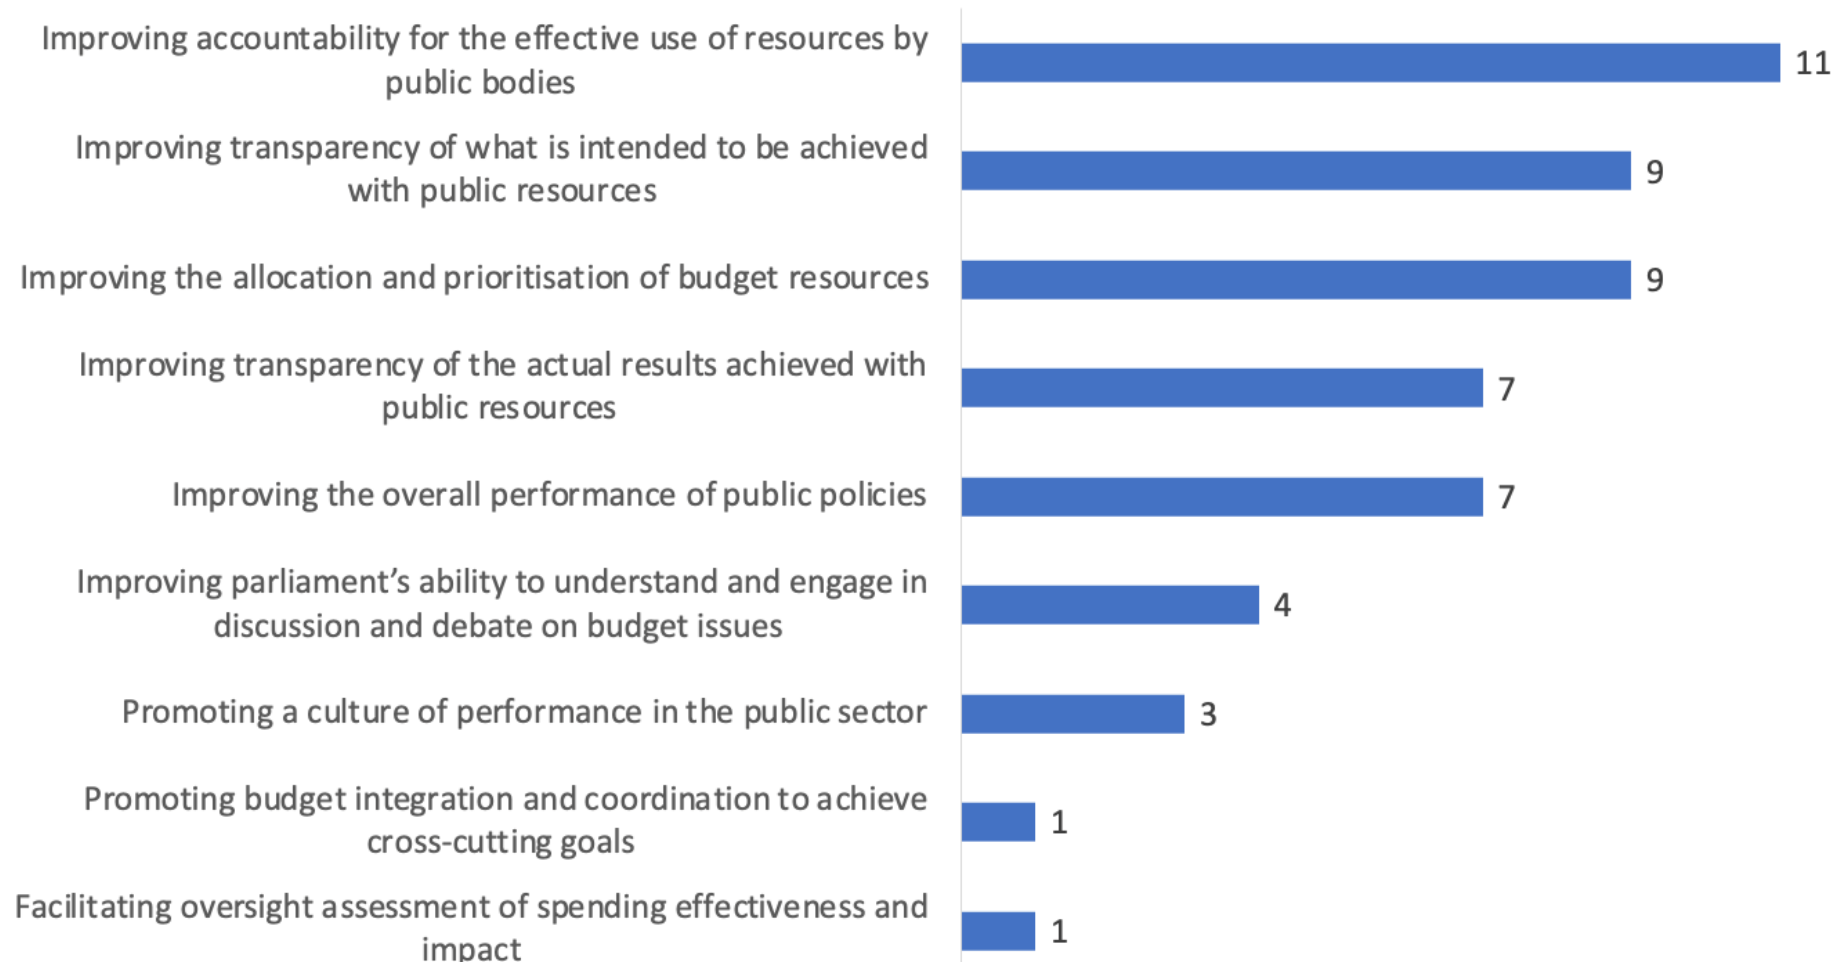 Improving accountability for the effective use of resources by
public bodies
11
Improving transparency of what is intended to be achieved
with public resources
9
Improving the allocation and prioritisation of budget resources
9
Improving transparency of the actual results achieved with
public resources
7
Improving the overall performance of public policies
7
Improving parliament’s ability to understand and engage in
discussion and debate on budget issues
4
Promoting a culture of performance in the public sector
3
Promoting budget integration and coordination to achieve
cross-cutting goals
1
Facilitating oversight assessment of spending effectiveness and
impact
1